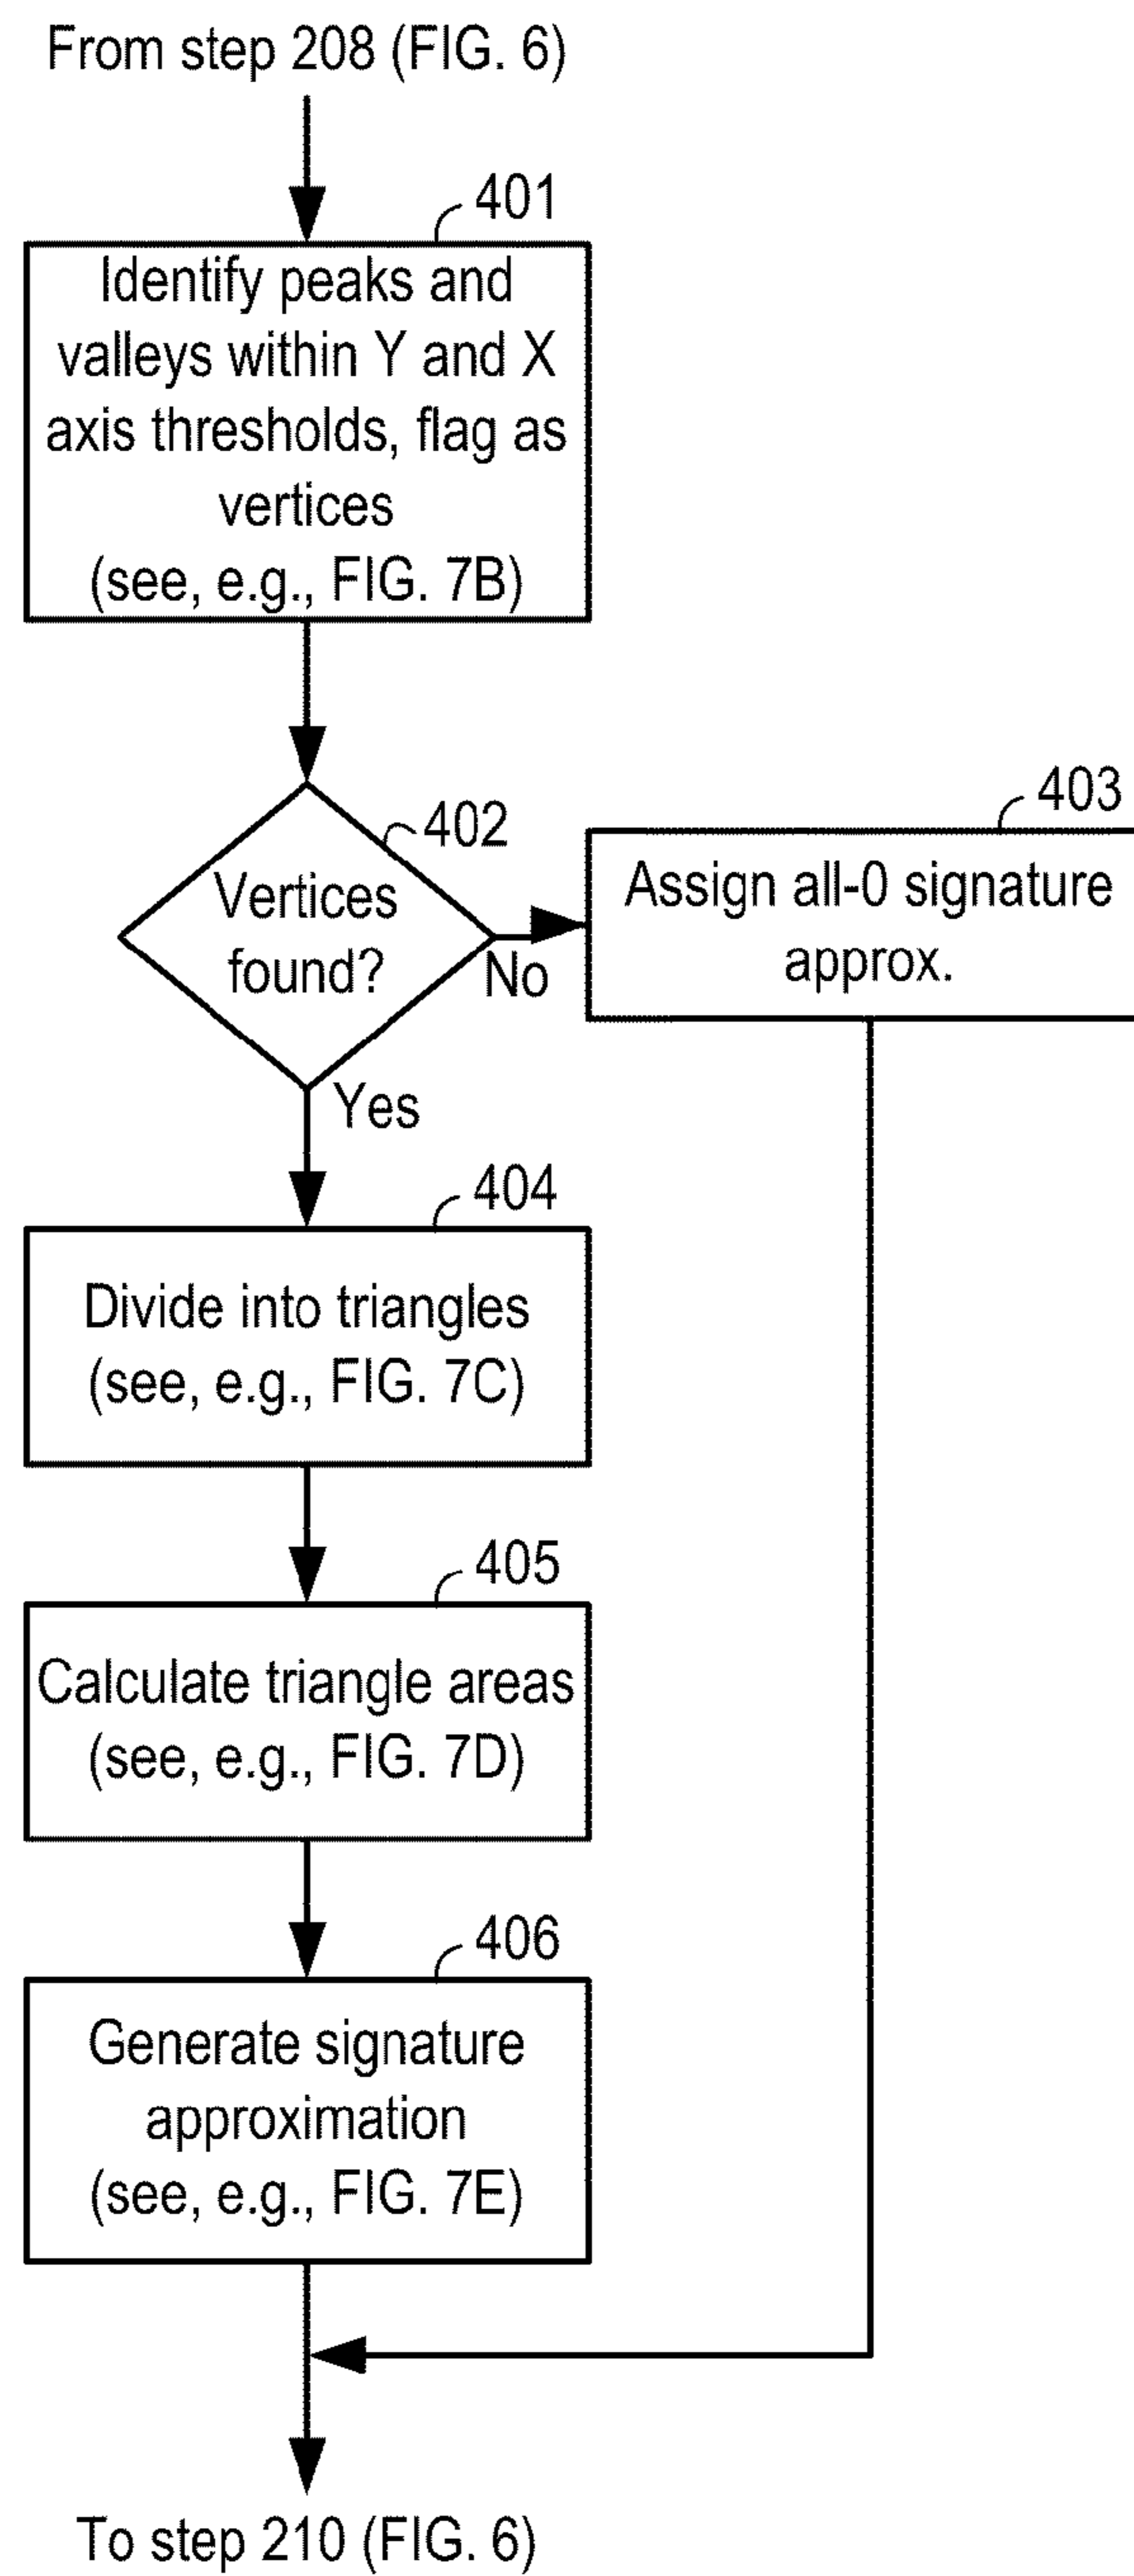 From step 208 (FIG. 6)
401
Identify peaks and
valleys within Y and X
axis thresholds, flag as
vertices
(see, e.g., FIG. 7B)
402
Vertices
found?
No
403
Assign all-0 signature
approx.
Yes
404
Divide into triangles
(see, e.g., FIG. 7C)
405
Calculate triangle areas
(see, e.g., FIG. 7D)
406
Generate signature
approximation
(see, e.g., FIG. 7E)
To step 210 (FIG. 6)